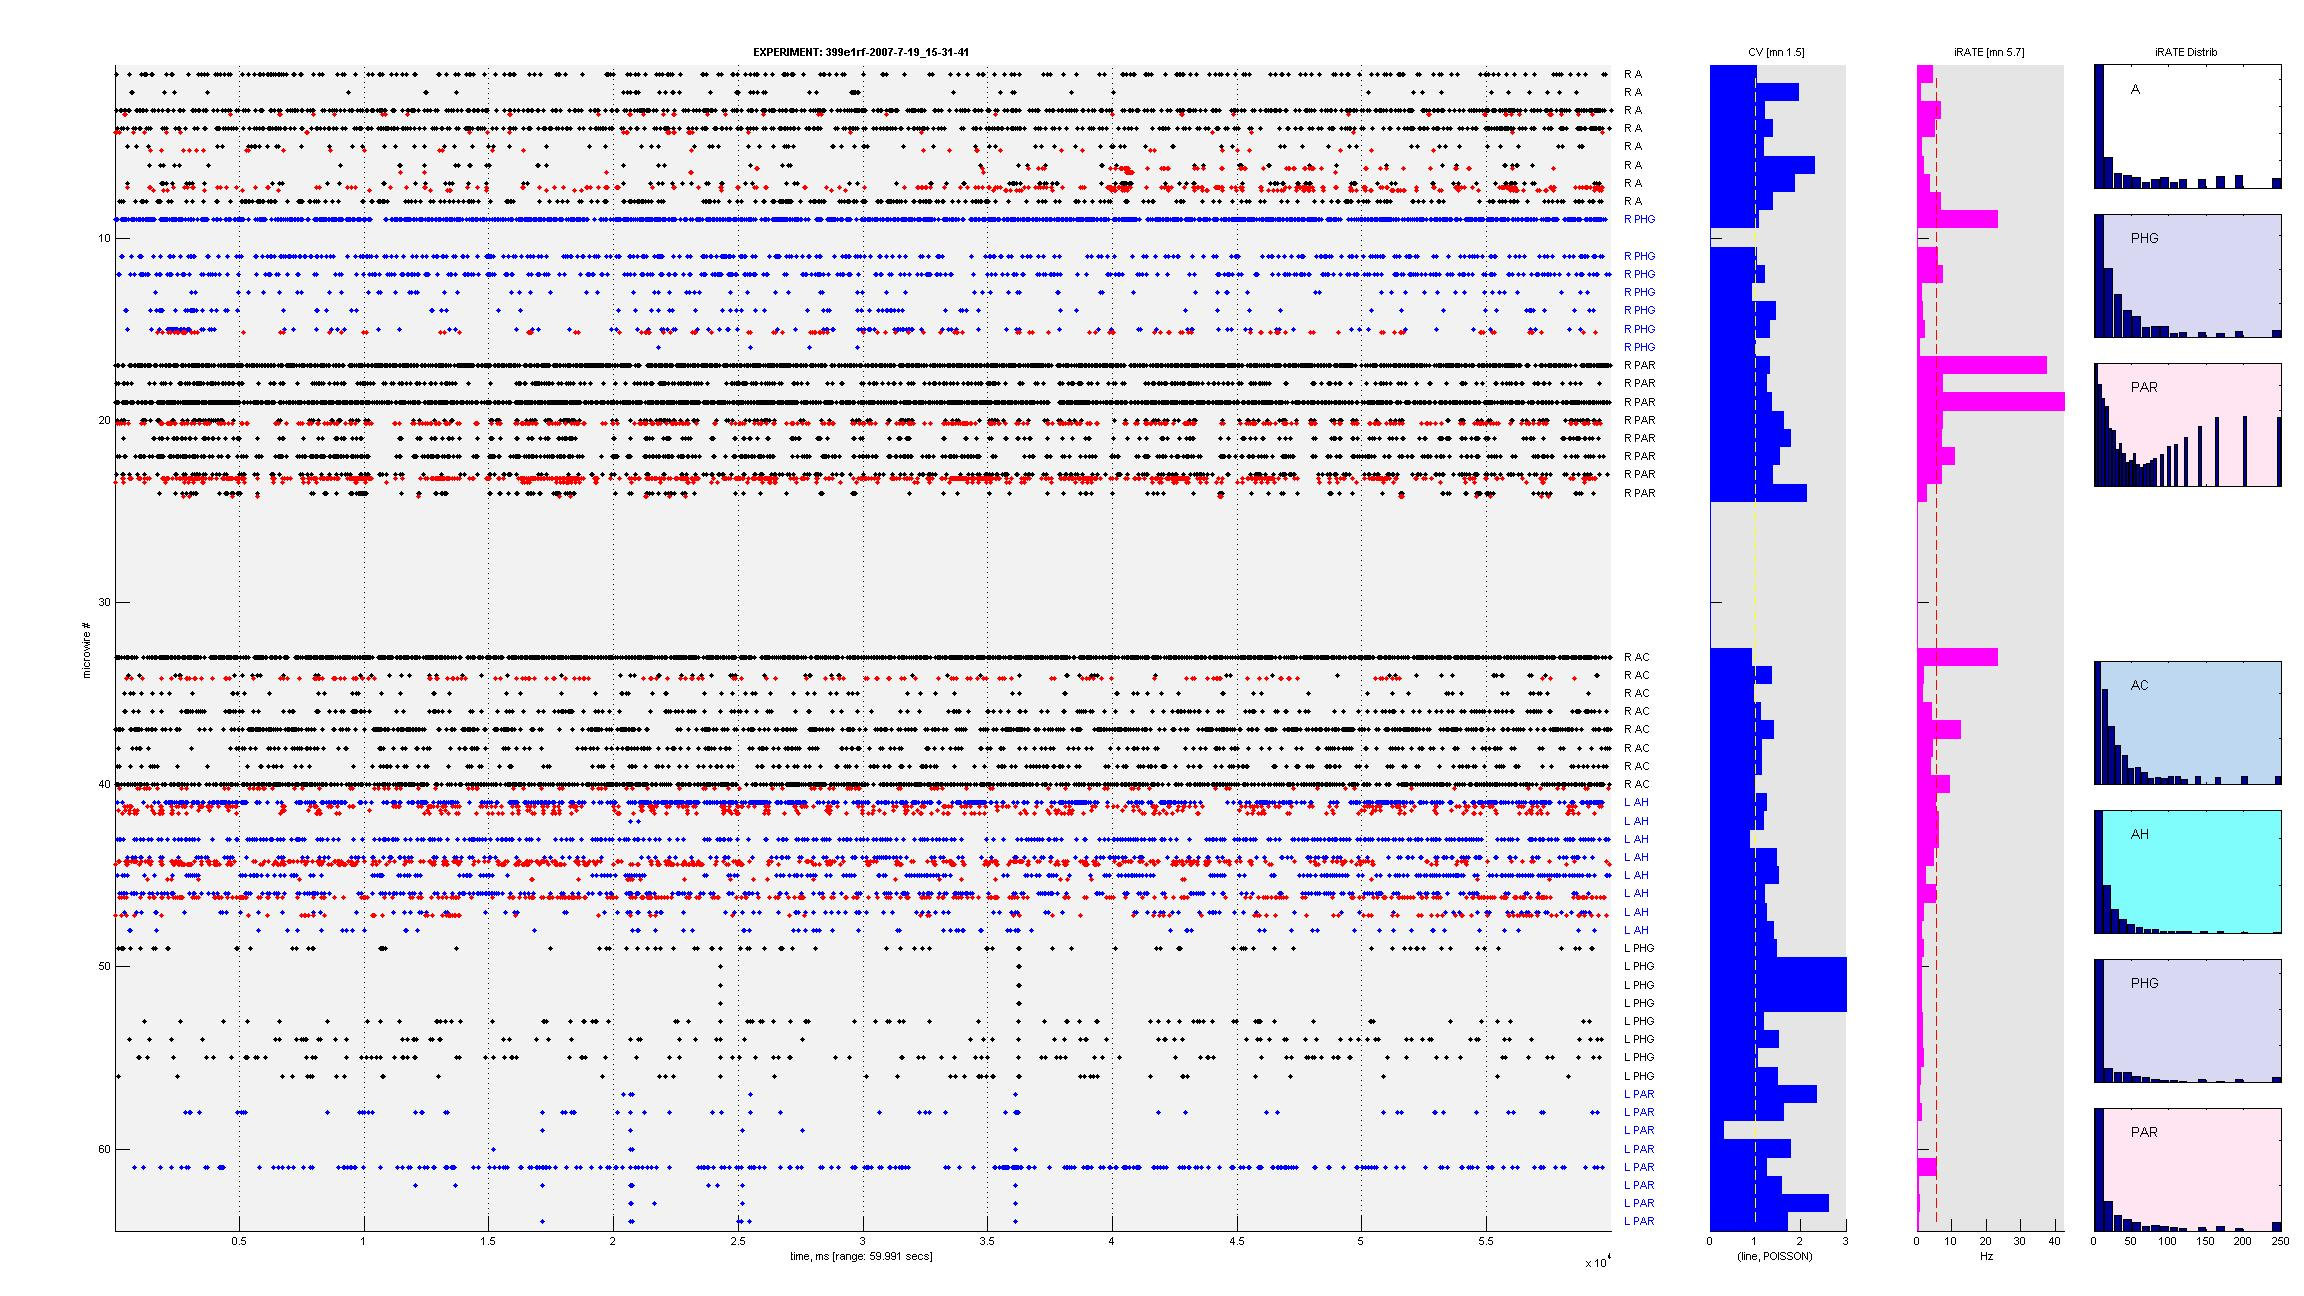 EXPERIMENT: 399e1rf-2007-7-19_15-31-41
CV [mn 1.5]
iRATE [mn 5.7]
iRATE Distrib
microwire #
10
20
30
40
50
60
R A
R A
R A
R A
R A
R A
R A
R A
R PHG
R PHG
R PHG
R PHG
R PHG
R PHG
R PHG
R PAR
R PAR
R PAR
R PAR
R PAR
R PAR
R PAR
R PAR
R AC
R AC
R AC
R AC
R AC
R AC
R AC
R AC
L AH
L AH
L AH
L AH
L AH
L AH
L AH
L AH
L PHG
L PHG
L PHG
L PHG
L PHG
L PHG
L PHG
L PHG
L PAR
L PAR
L PAR
L PAR
L PAR
L PAR
L PAR
L PAR
0.5 1 1.5 2 2.5 3 3.5 4 4.5 5 5.5
time, ms [range: 59.991 secs]
x 10⁴
0 1 2 3
(line, POISSON)
0 10 20 30 40
Hz
A
PHG
PAR
AC
AH
PHG
PAR
0 50 100 150 200 250